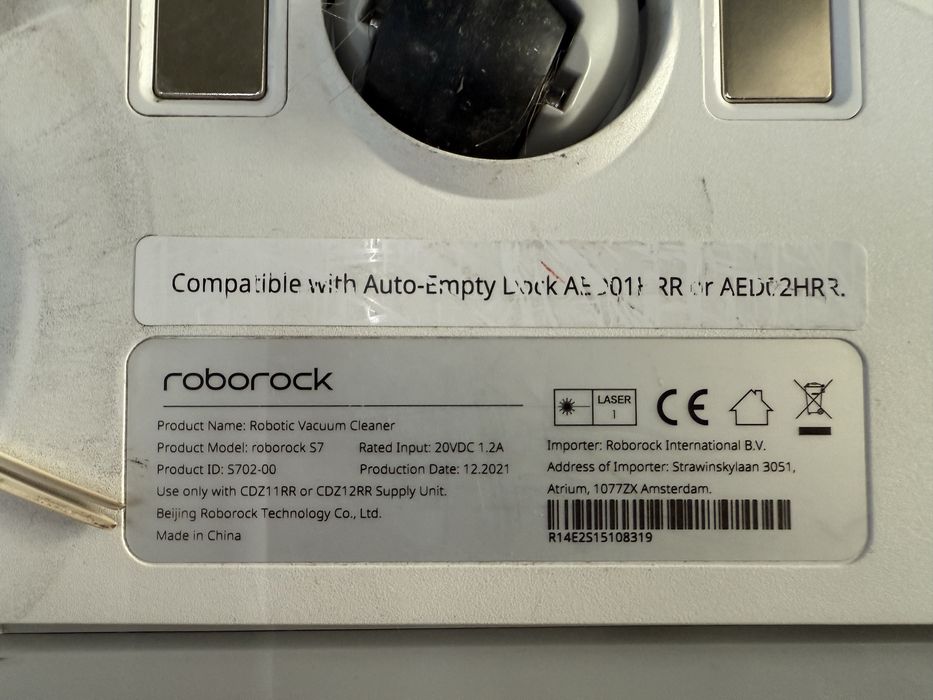 Compatible with Auto-Empty Dock AED01HRR or AED02HRR.
roborock
Product Name: Robotic Vacuum Cleaner
Product Model: roborock S7 Rated Input: 20VDC 1.2A
Product ID: S702-00 Production Date: 12.2021
Use only with CDZ11RR or CDZ12RR Supply Unit.
Beijing Roborock Technology Co., Ltd.
Made in China
LASER
1
CE
Importer: Roborock International B.V.
Address of Importer: Strawinskylaan 3051,
Atrium, 1077ZX Amsterdam.
R14E2S15108319